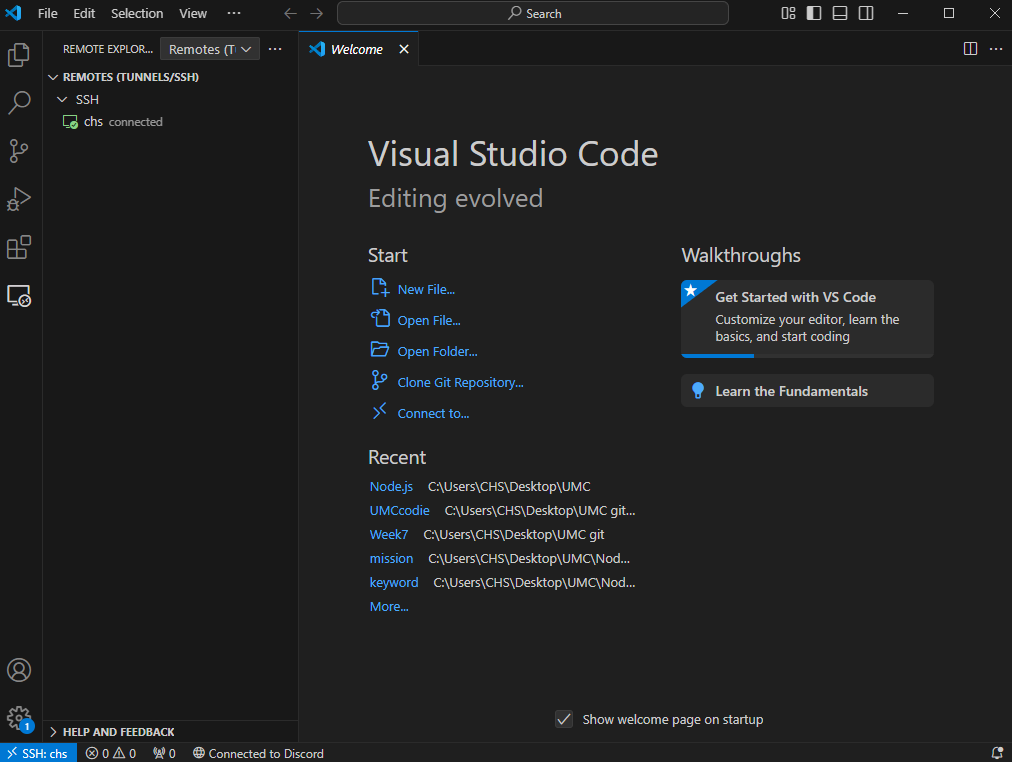 File Edit Selection View ··· Search
REMOTE EXPLOR... Remotes (T ···
Welcome
REMOTES (TUNNELS/SSH)
SSH
chs connected
Visual Studio Code
Editing evolved
Start
New File...
Open File...
Open Folder...
Clone Git Repository...
Connect to...
Recent
Node.js C:\Users\CHS\Desktop\UMC
UMCcodie C:\Users\CHS\Desktop\UMC git...
Week7 C:\Users\CHS\Desktop\UMC git
mission C:\Users\CHS\Desktop\UMC\Nod...
keyword C:\Users\CHS\Desktop\UMC\Nod...
More...
Walkthroughs
Get Started with VS Code
Customize your editor, learn the
basics, and start coding
Learn the Fundamentals
Show welcome page on startup
1
HELP AND FEEDBACK
SSH: chs 0 0 0 Connected to Discord